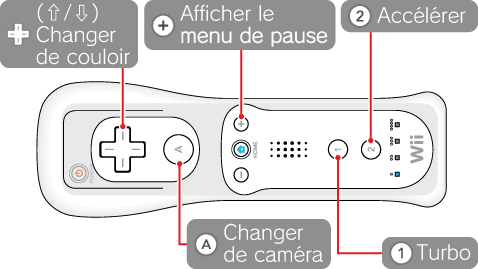 (⇧/⇩)
Changer
de couloir
+ Afficher le
menu de pause
2 Accélérer
POWER
A
HOME
1
2
Wii
A Changer
de caméra
1 Turbo